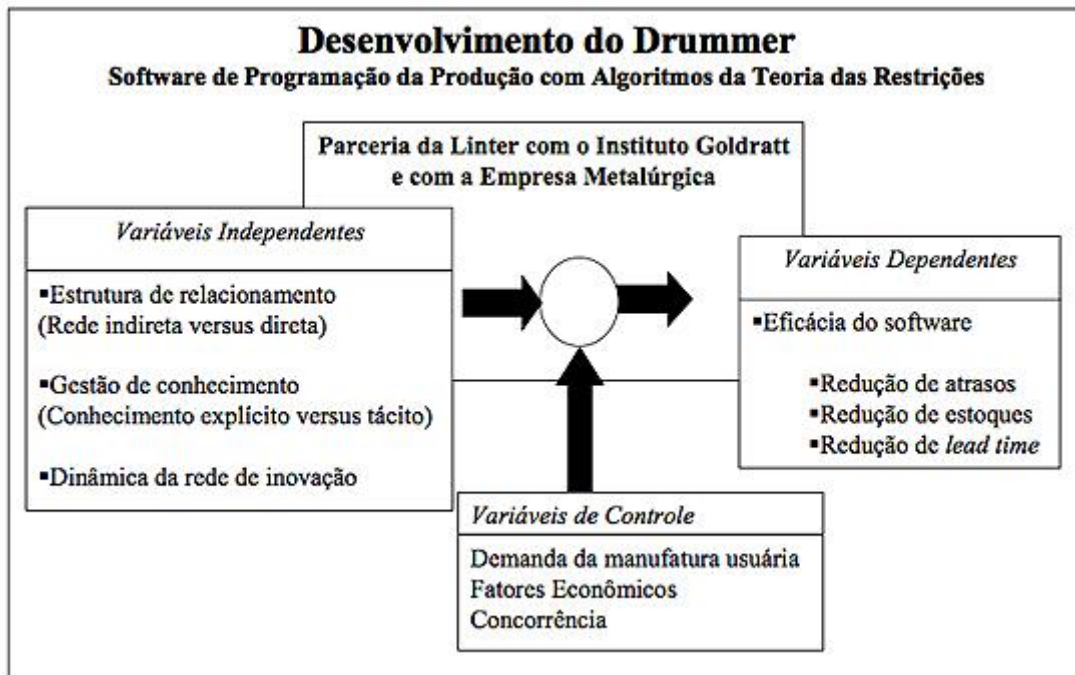 Desenvolvimento do Drummer
Software de Programação da Produção com Algoritmos da Teoria das Restrições
Parceria da Linter com o Instituto Goldratt
e com a Empresa Metalúrgica
Variáveis Independentes
▪Estrutura de relacionamento
(Rede indireta versus direta)
▪Gestão de conhecimento
(Conhecimento explícito versus tácito)
▪Dinâmica da rede de inovação
Variáveis Dependentes
▪Eficácia do software
▪Redução de atrasos
▪Redução de estoques
▪Redução de lead time
Variáveis de Controle
Demanda da manufatura usuária
Fatores Econômicos
Concorrência